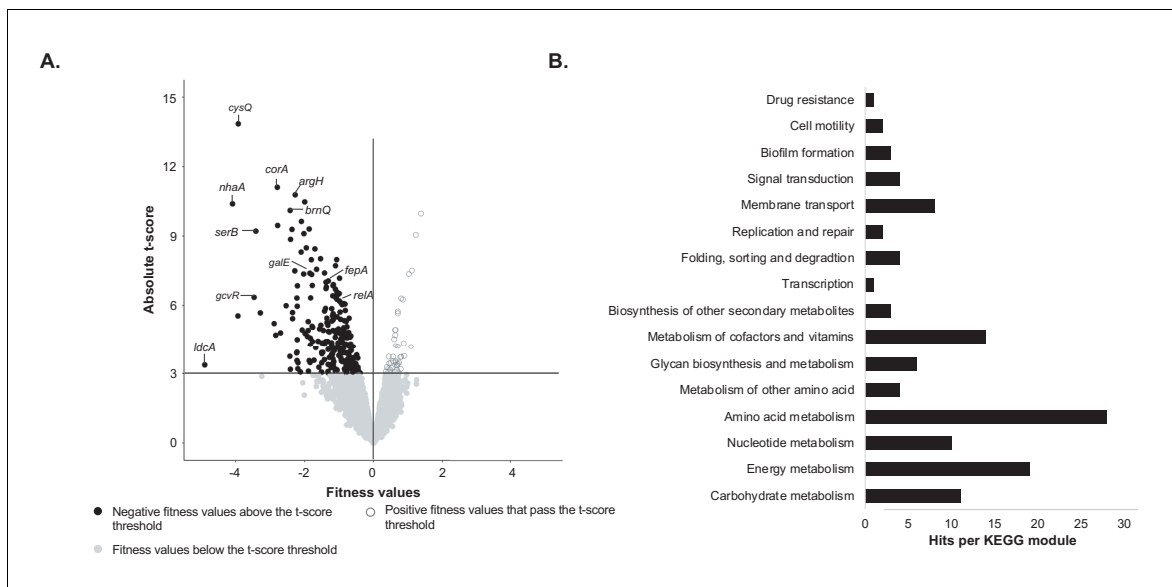 A.
15
12
9
6
3
0
Absolute t-score
cysQ
corA
argH
nhaA
brnQ
serB
galE
fepA
gcvR
relA
ldcA
-4
-2
0
2
4
Fitness values
Negative fitness values above the t-score
threshold
Positive fitness values that pass the t-score
threshold
Fitness values below the t-score threshold
B.
Drug resistance
Cell motility
Biofilm formation
Signal transduction
Membrane transport
Replication and repair
Folding, sorting and degradtion
Transcription
Biosynthesis of other secondary metabolites
Metabolism of cofactors and vitamins
Glycan biosynthesis and metabolism
Metabolism of other amino acid
Amino acid metabolism
Nucleotide metabolism
Energy metabolism
Carbohydrate metabolism
0
5
10
15
20
25
30
Hits per KEGG module